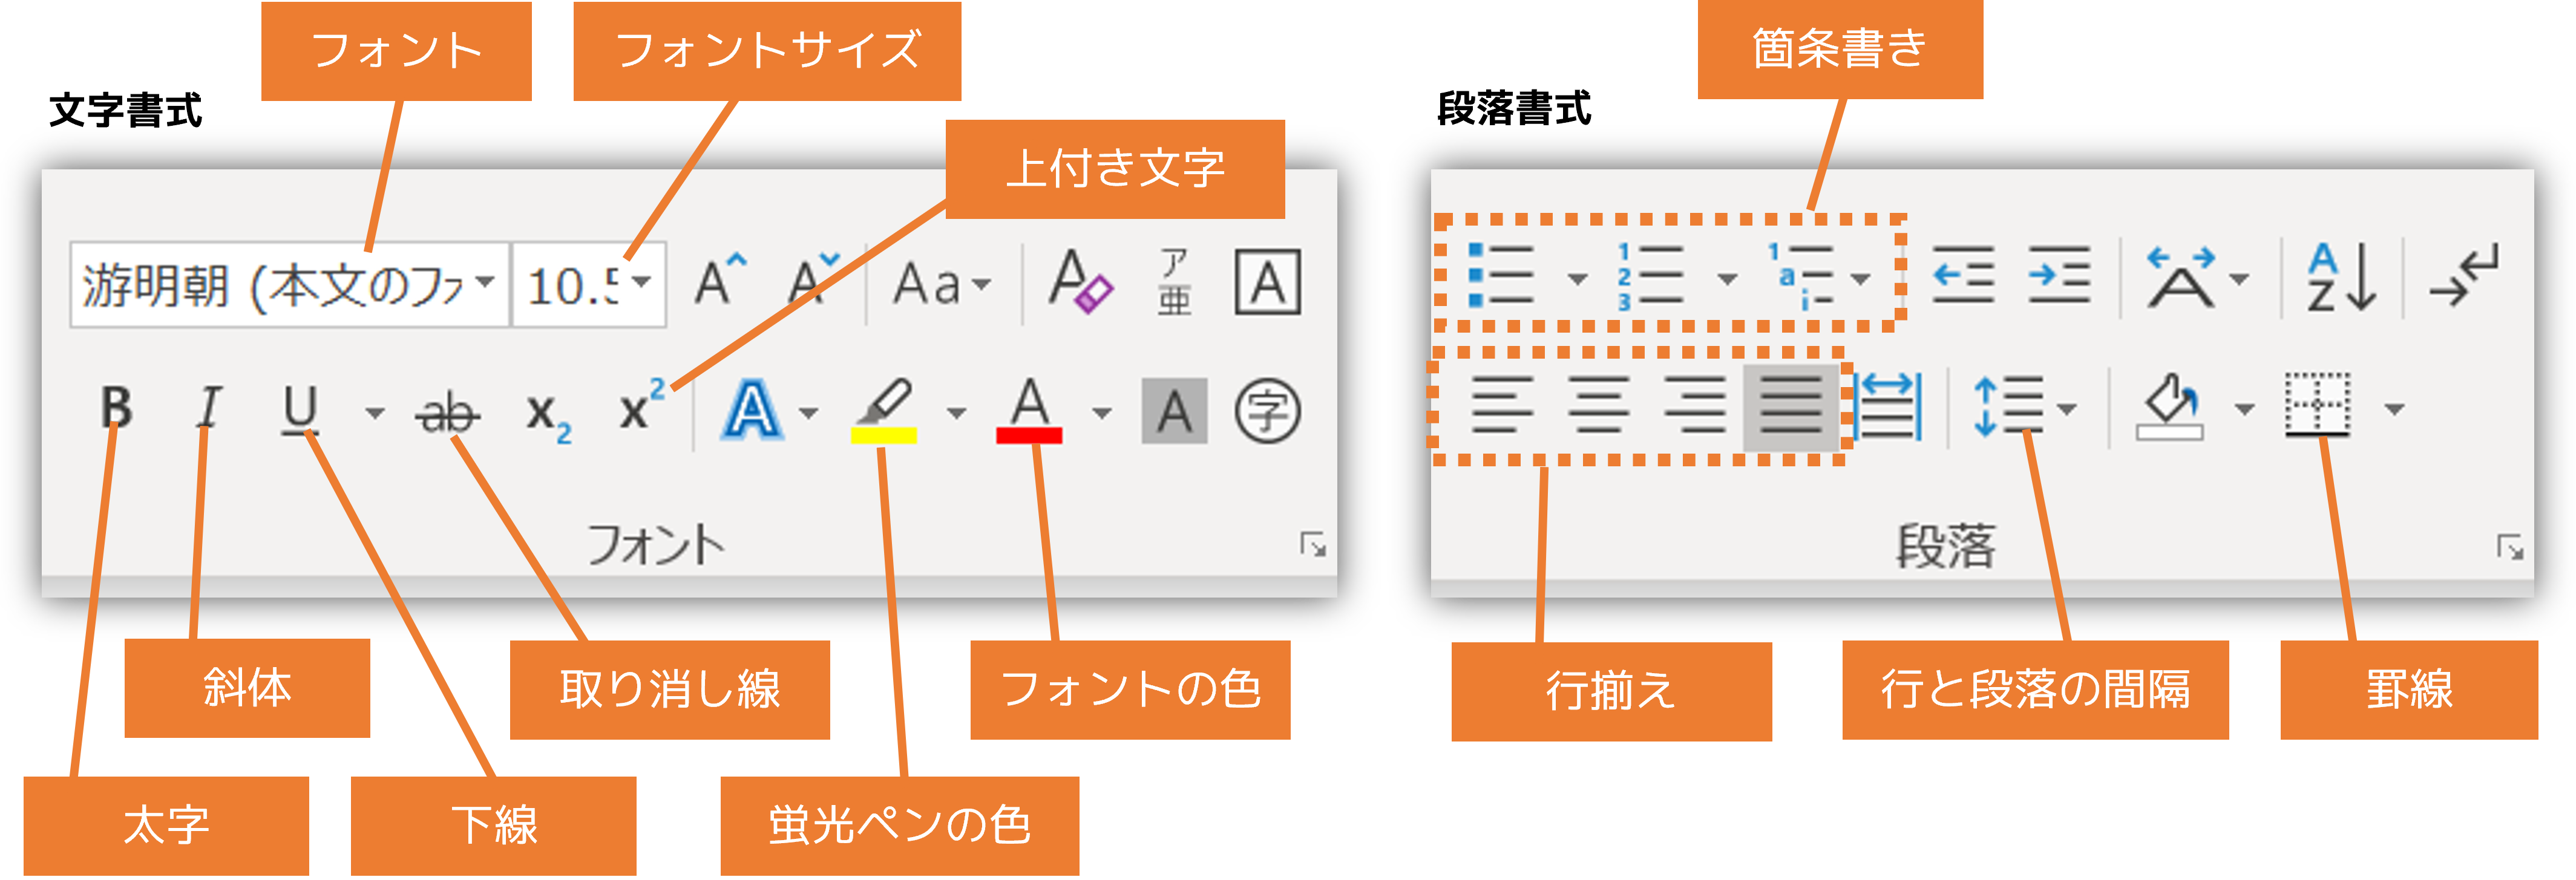 フォント
フォントサイズ
箇条書き
文字書式
段落書式
上付き文字
游明朝 (本文のフォ
10.5
A A Aa A ア亜 A
1
2
3
1
a
i
A
A
Z
B I U ab x₂ x² A A A 字
フォント
段落
斜体
取り消し線
フォントの色
行揃え
行と段落の間隔
罫線
太字
下線
蛍光ペンの色